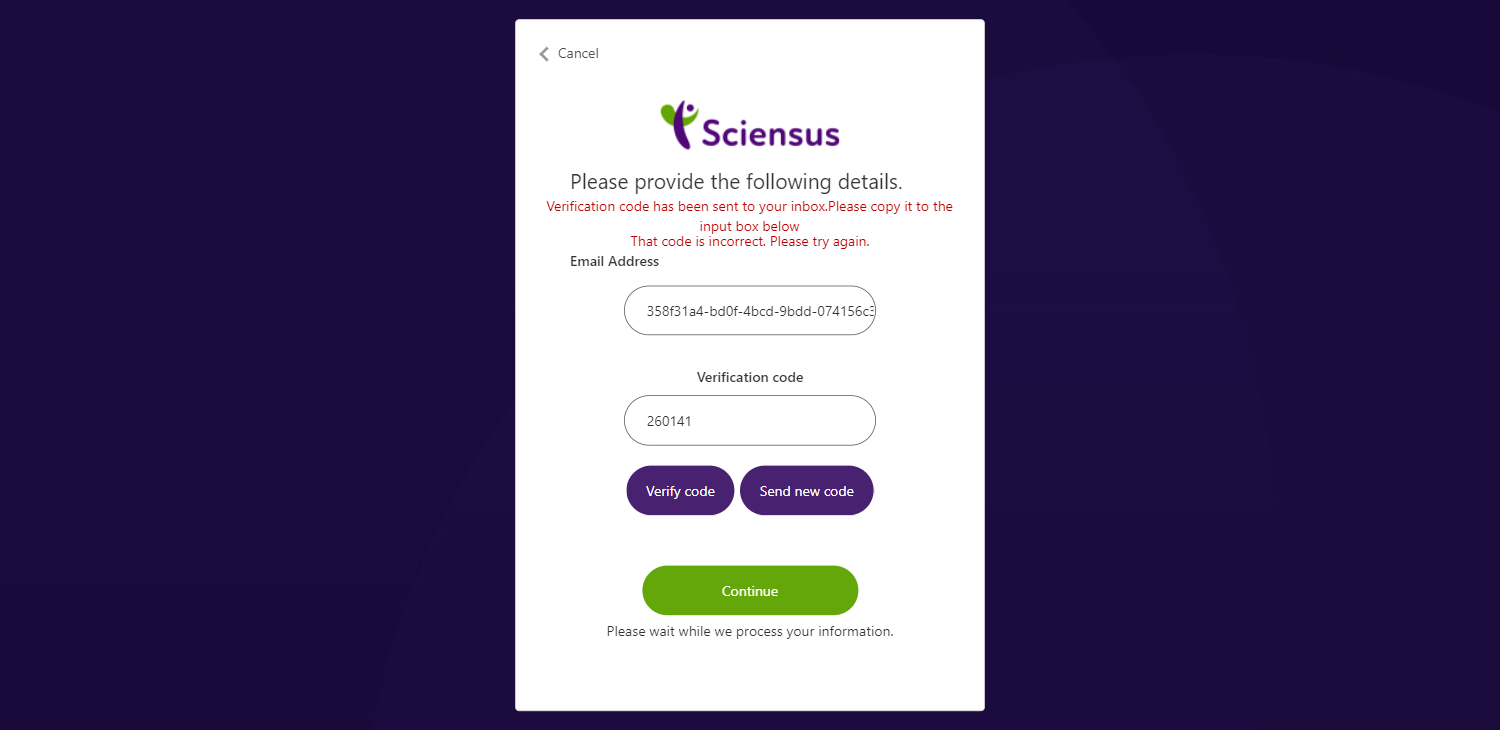 Cancel
Sciensus
Please provide the following details.
Verification code has been sent to your inbox.Please copy it to the
input box below
That code is incorrect. Please try again.
Email Address
358f31a4-bd0f-4bcd-9bdd-074156c3
Verification code
260141
Verify code Send new code
Continue
Please wait while we process your information.